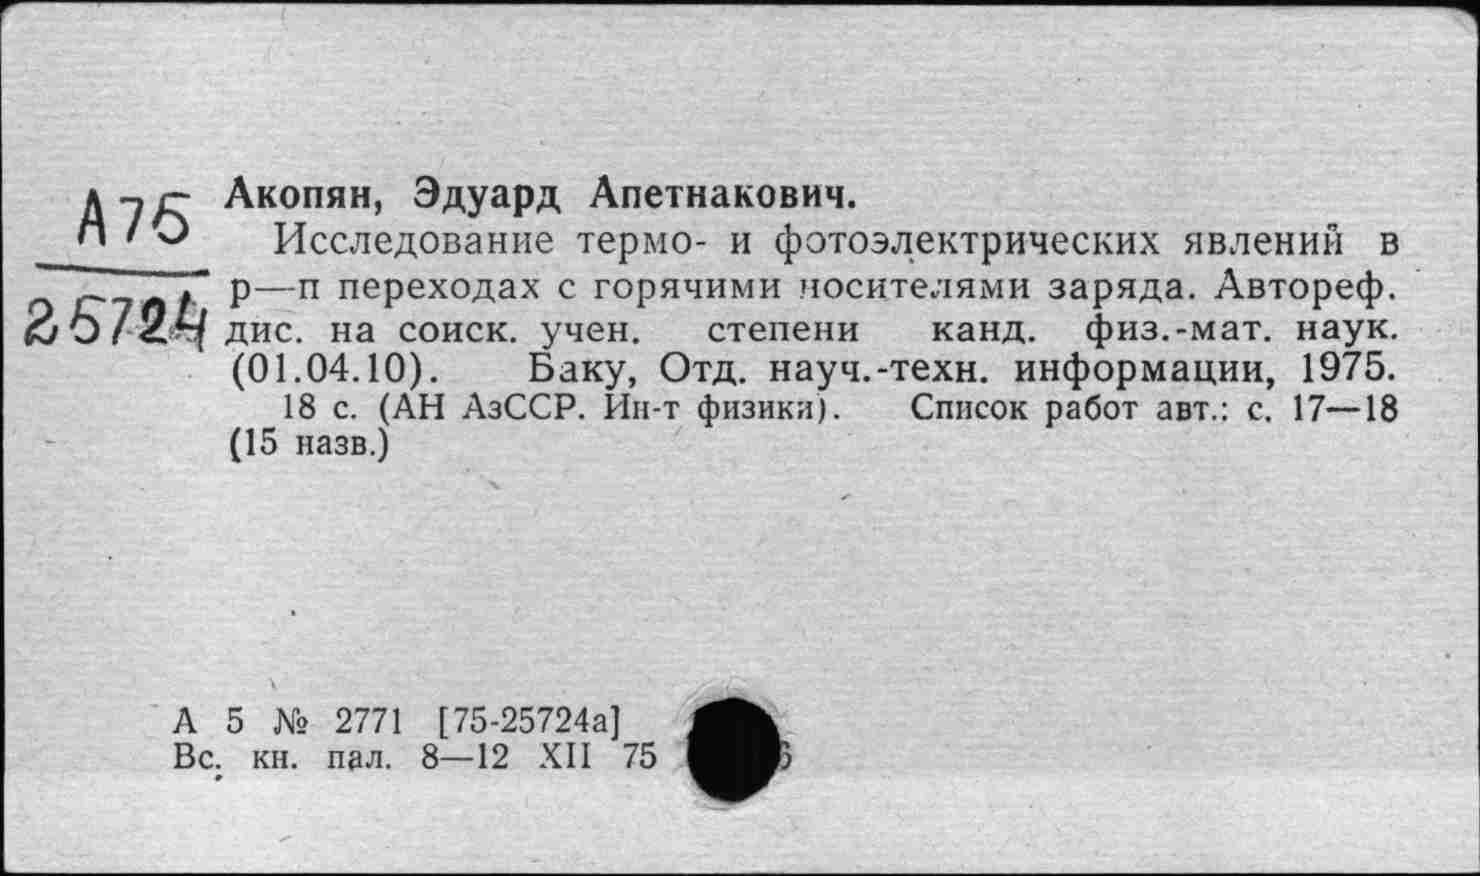 А75
25724
Акопян, Эдуард Апетнакович.
Исследование термо- и фотоэлектрических явлений в
р—п переходах с горячими носителями заряда. Автореф.
дис. на соиск. учен. степени канд. физ.-мат. наук.
(01.04.10). Баку, Отд. науч.-техн. информации, 1975.
18 с. (АН АзССР. Ин-т физики). Список работ авт.: с. 17—18
(15 назв.)
А 5 № 2771 [75-25724а]
Вс. кн. пал. 8—12 XII 75